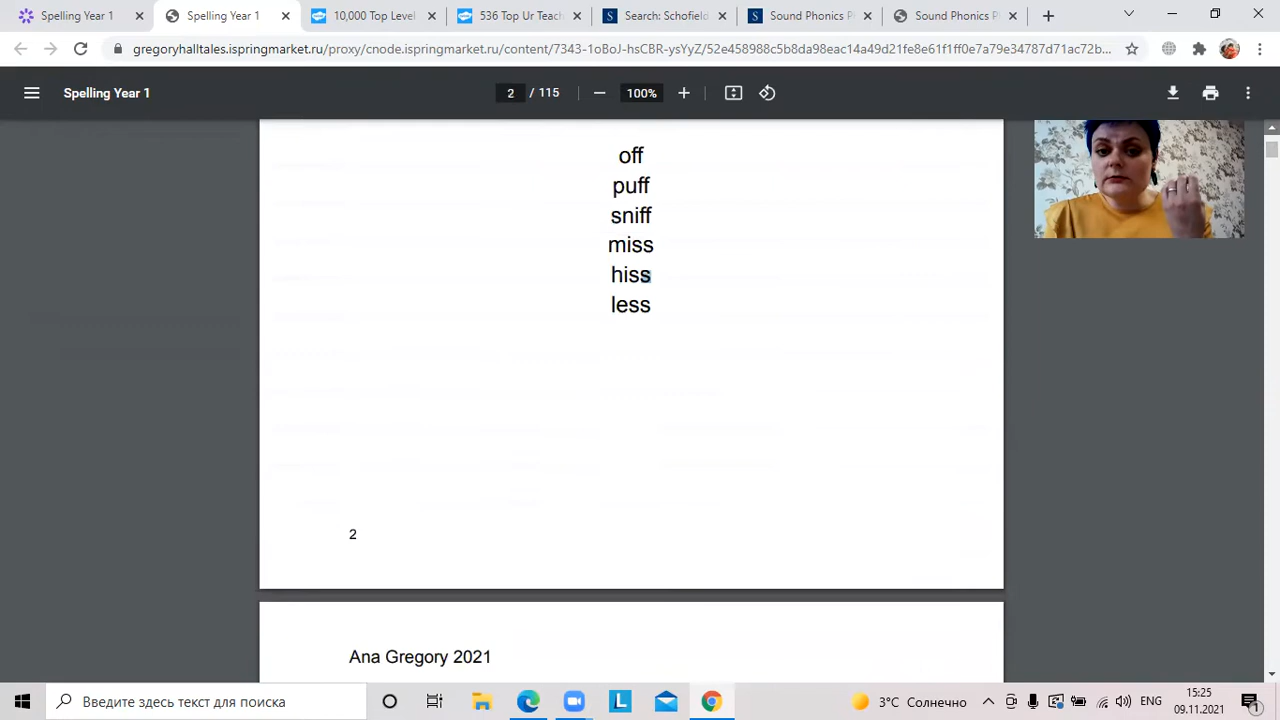 Spelling Year 1
Spelling Year 1
10,000 Top Level
536 Top Ur Teach
Search: Schofield
Sound Phonics P
Sound Phonics P
gregoryhalltales.ispringmarket.ru/proxy/cnode.ispringmarket.ru/content/7343-1oBoJ-hsCBR-ysYyZ/52e458f88c5b8da98eac14a49d21fe8e61f1ff0e7a79e34787d71ac72b...
Spelling Year 1
2 / 115
100%
off
puff
sniff
miss
hiss
less
2
Ana Gregory 2021
Введите здесь текст для поиска
3°C Солнечно
ENG
15:25
09.11.2021